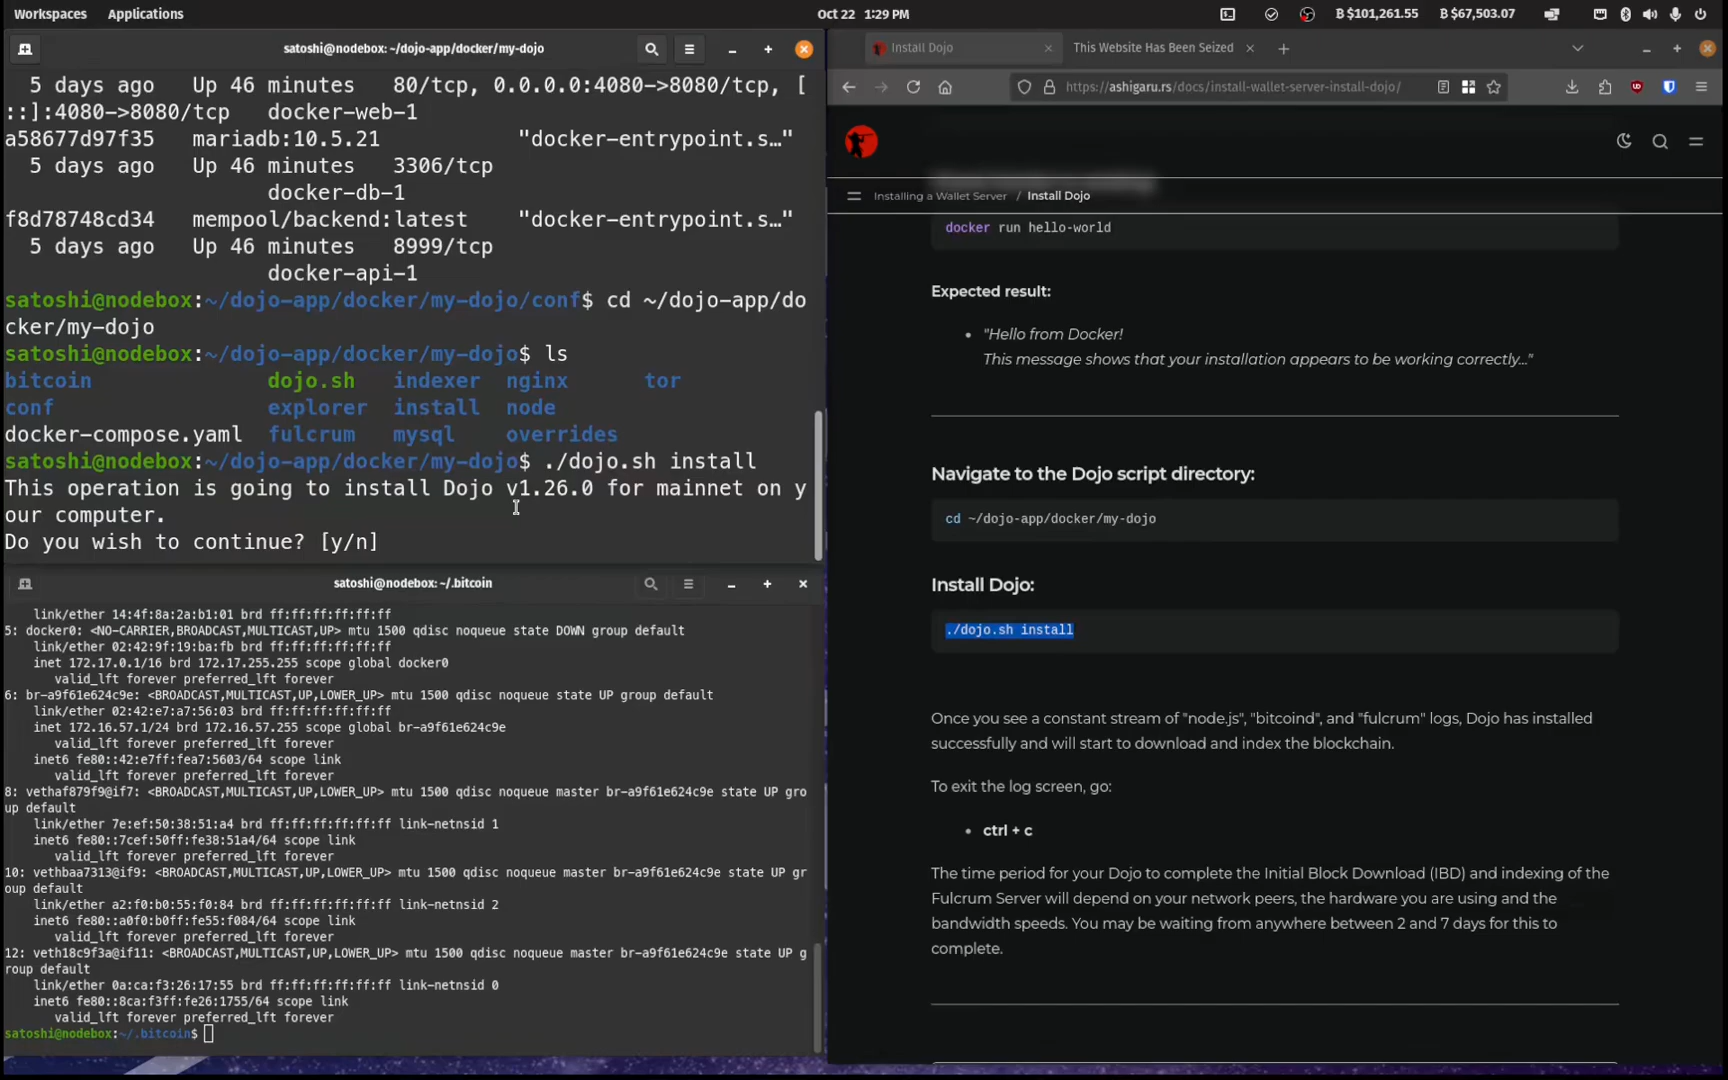 Workspaces Applications Oct 22 1:29 PM ₿ $101,261.55 ₿ $67,503.07
satoshi@nodebox: ~/dojo-app/docker/my-dojo
5 days ago Up 46 minutes 80/tcp, 0.0.0.0:4080->8080/tcp, [
::]:4080->8080/tcp docker-web-1
a58677d97f35 mariadb:10.5.21 "docker-entrypoint.s…"
5 days ago Up 46 minutes 3306/tcp
docker-db-1
f8d78748cd34 mempool/backend:latest "docker-entrypoint.s…"
5 days ago Up 46 minutes 8999/tcp
docker-api-1
satoshi@nodebox:~/dojo-app/docker/my-dojo/conf$ cd ~/dojo-app/do
cker/my-dojo
satoshi@nodebox:~/dojo-app/docker/my-dojo$ ls
bitcoin dojo.sh indexer nginx tor
conf explorer install node
docker-compose.yaml fulcrum mysql overrides
satoshi@nodebox:~/dojo-app/docker/my-dojo$ ./dojo.sh install
This operation is going to install Dojo v1.26.0 for mainnet on y
our computer.
Do you wish to continue? [y/n]
satoshi@nodebox: ~/.bitcoin
link/ether 14:4f:8a:2a:b1:01 brd ff:ff:ff:ff:ff:ff
5: docker0: <NO-CARRIER,BROADCAST,MULTICAST,UP> mtu 1500 qdisc noqueue state DOWN group default
link/ether 02:42:9f:19:ba:fb brd ff:ff:ff:ff:ff:ff
inet 172.17.0.1/16 brd 172.17.255.255 scope global docker0
valid_lft forever preferred_lft forever
6: br-a9f61e624c9e: <BROADCAST,MULTICAST,UP,LOWER_UP> mtu 1500 qdisc noqueue state UP group default
link/ether 02:42:e7:a7:56:03 brd ff:ff:ff:ff:ff:ff
inet 172.16.57.1/24 brd 172.16.57.255 scope global br-a9f61e624c9e
valid_lft forever preferred_lft forever
inet6 fe80::42:e7ff:fea7:5603/64 scope link
valid_lft forever preferred_lft forever
8: vethaf879f9@if7: <BROADCAST,MULTICAST,UP,LOWER_UP> mtu 1500 qdisc noqueue master br-a9f61e624c9e state UP gro
up default
link/ether 7e:ef:50:38:51:a4 brd ff:ff:ff:ff:ff:ff link-netnsid 1
inet6 fe80::7cef:50ff:fe38:51a4/64 scope link
valid_lft forever preferred_lft forever
10: vethbaa7313@if9: <BROADCAST,MULTICAST,UP,LOWER_UP> mtu 1500 qdisc noqueue master br-a9f61e624c9e state UP gr
oup default
link/ether a2:f0:b0:55:f0:84 brd ff:ff:ff:ff:ff:ff link-netnsid 2
inet6 fe80::a0f0:b0ff:fe55:f084/64 scope link
valid_lft forever preferred_lft forever
12: veth18c9f3a@if11: <BROADCAST,MULTICAST,UP,LOWER_UP> mtu 1500 qdisc noqueue master br-a9f61e624c9e state UP g
roup default
link/ether 0a:ca:f3:26:17:55 brd ff:ff:ff:ff:ff:ff link-netnsid 0
inet6 fe80::8ca:f3ff:fe26:1755/64 scope link
valid_lft forever preferred_lft forever
satoshi@nodebox:~/.bitcoin$
Install Dojo This Website Has Been Seized
https://ashigaru.rs/docs/install-wallet-server-install-dojo/
Installing a Wallet Server / Install Dojo
docker run hello-world
Expected result:
"Hello from Docker!
This message shows that your installation appears to be working correctly..."
Navigate to the Dojo script directory:
cd ~/dojo-app/docker/my-dojo
Install Dojo:
./dojo.sh install
Once you see a constant stream of "node.js", "bitcoind", and "fulcrum" logs, Dojo has installed
successfully and will start to download and index the blockchain.
To exit the log screen, go:
ctrl + c
The time period for your Dojo to complete the Initial Block Download (IBD) and indexing of the
Fulcrum Server will depend on your network peers, the hardware you are using and the
bandwidth speeds. You may be waiting from anywhere between 2 and 7 days for this to
complete.